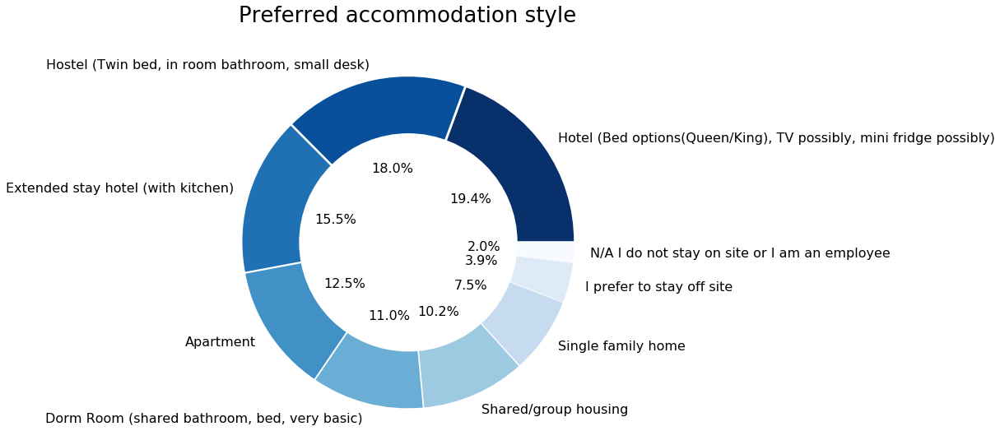 Preferred accommodation style
Hostel (Twin bed, in room bathroom, small desk)
Hotel (Bed options(Queen/King), TV possibly, mini fridge possibly)
18.0%
Extended stay hotel (with kitchen)
19.4%
15.5%
2.0%
N/A I do not stay on site or I am an employee
3.9%
12.5%
7.5%
I prefer to stay off site
11.0%
10.2%
Apartment
Single family home
Shared/group housing
Dorm Room (shared bathroom, bed, very basic)